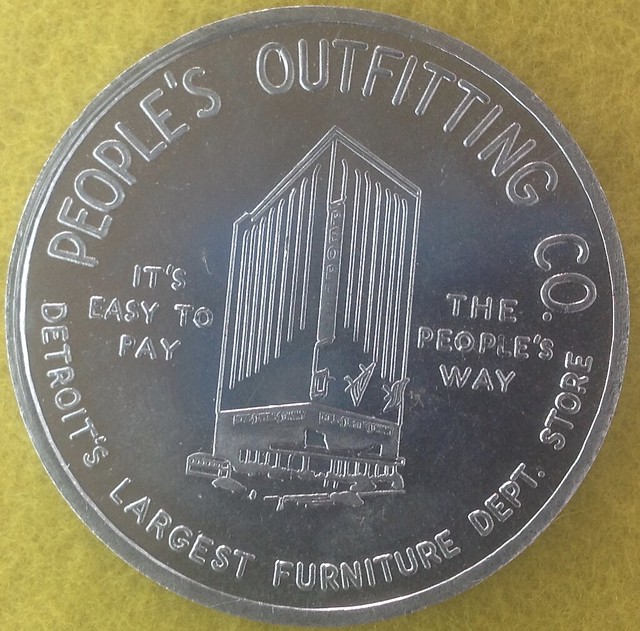 PEOPLE'S OUTFITTING CO.
IT'S
EASY TO
PAY
THE
PEOPLE'S
WAY
DETROIT'S LARGEST FURNITURE DEPT. STORE